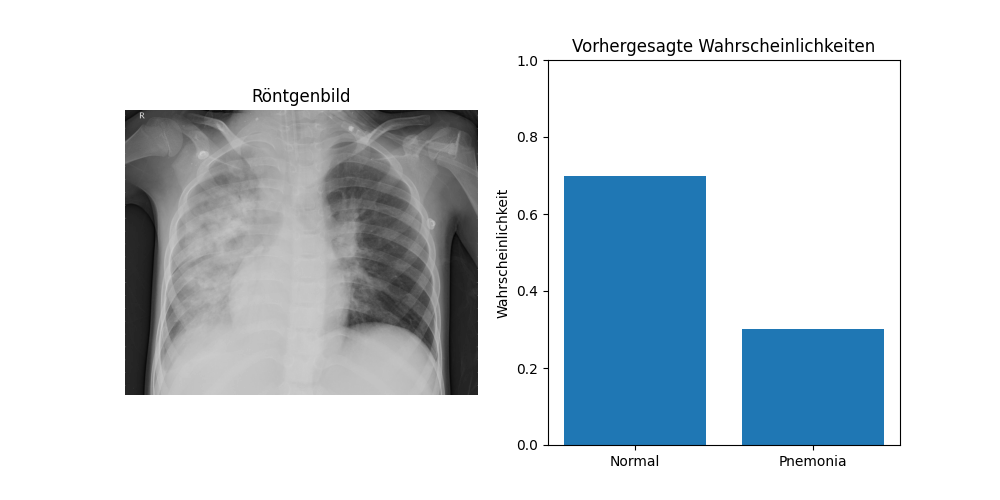 Röntgenbild
R
Vorhergesagte Wahrscheinlichkeiten
Wahrscheinlichkeit
1.0
0.8
0.6
0.4
0.2
0.0
Normal
Pnemonia